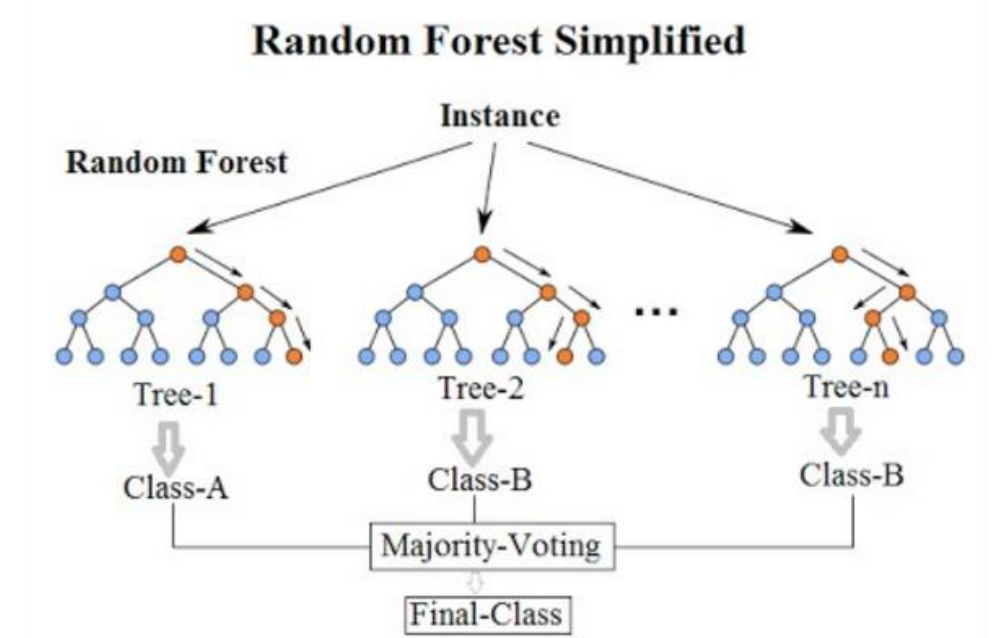 Random Forest Simplified
Instance
Random Forest
...
Tree-1
Tree-2
Tree-n
Class-A
Class-B
Class-B
Majority-Voting
Final-Class